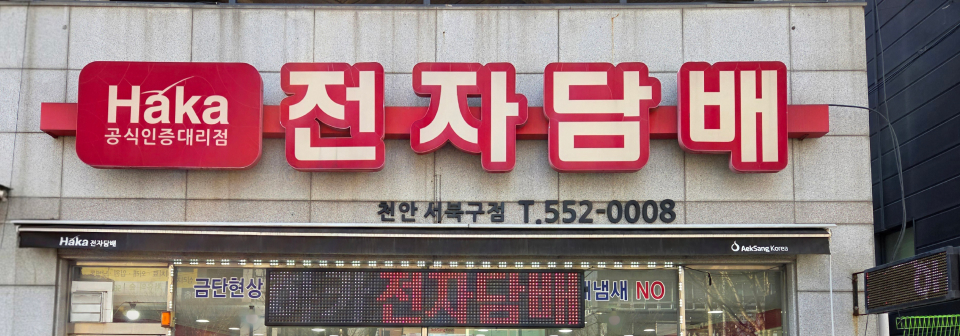 Haka
공식인증대리점
전자담배
천안 서북구점 T.552-0008
Haka 전자담배
AekSang Korea
금단현상
전자담배
냄새 NO